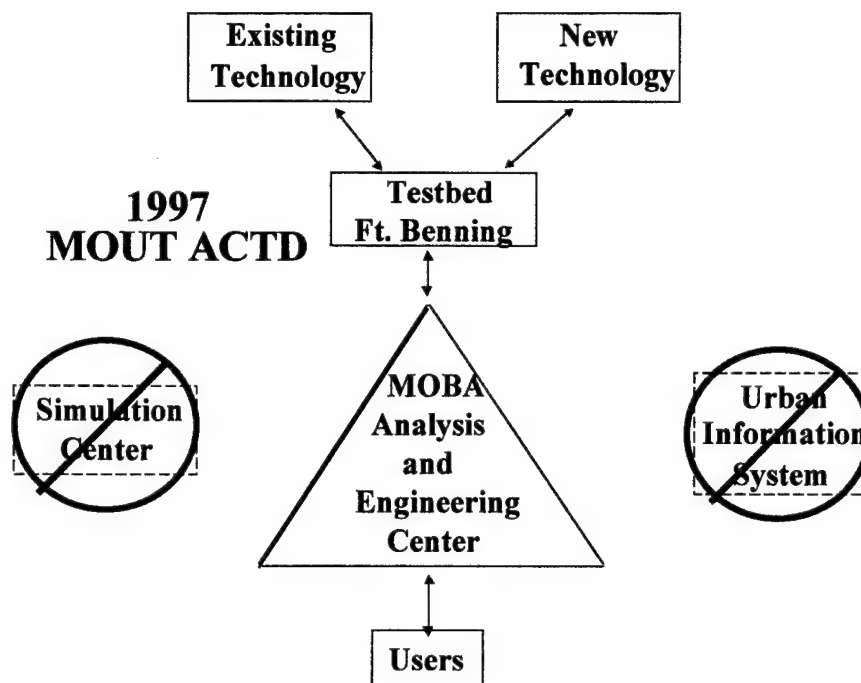 Existing
Technology
New
Technology
Testbed
Ft. Benning
1997
MOUT ACTD
Simulation
Center
MOBA
Analysis
and
Engineering
Center
Urban
Information
System
Users